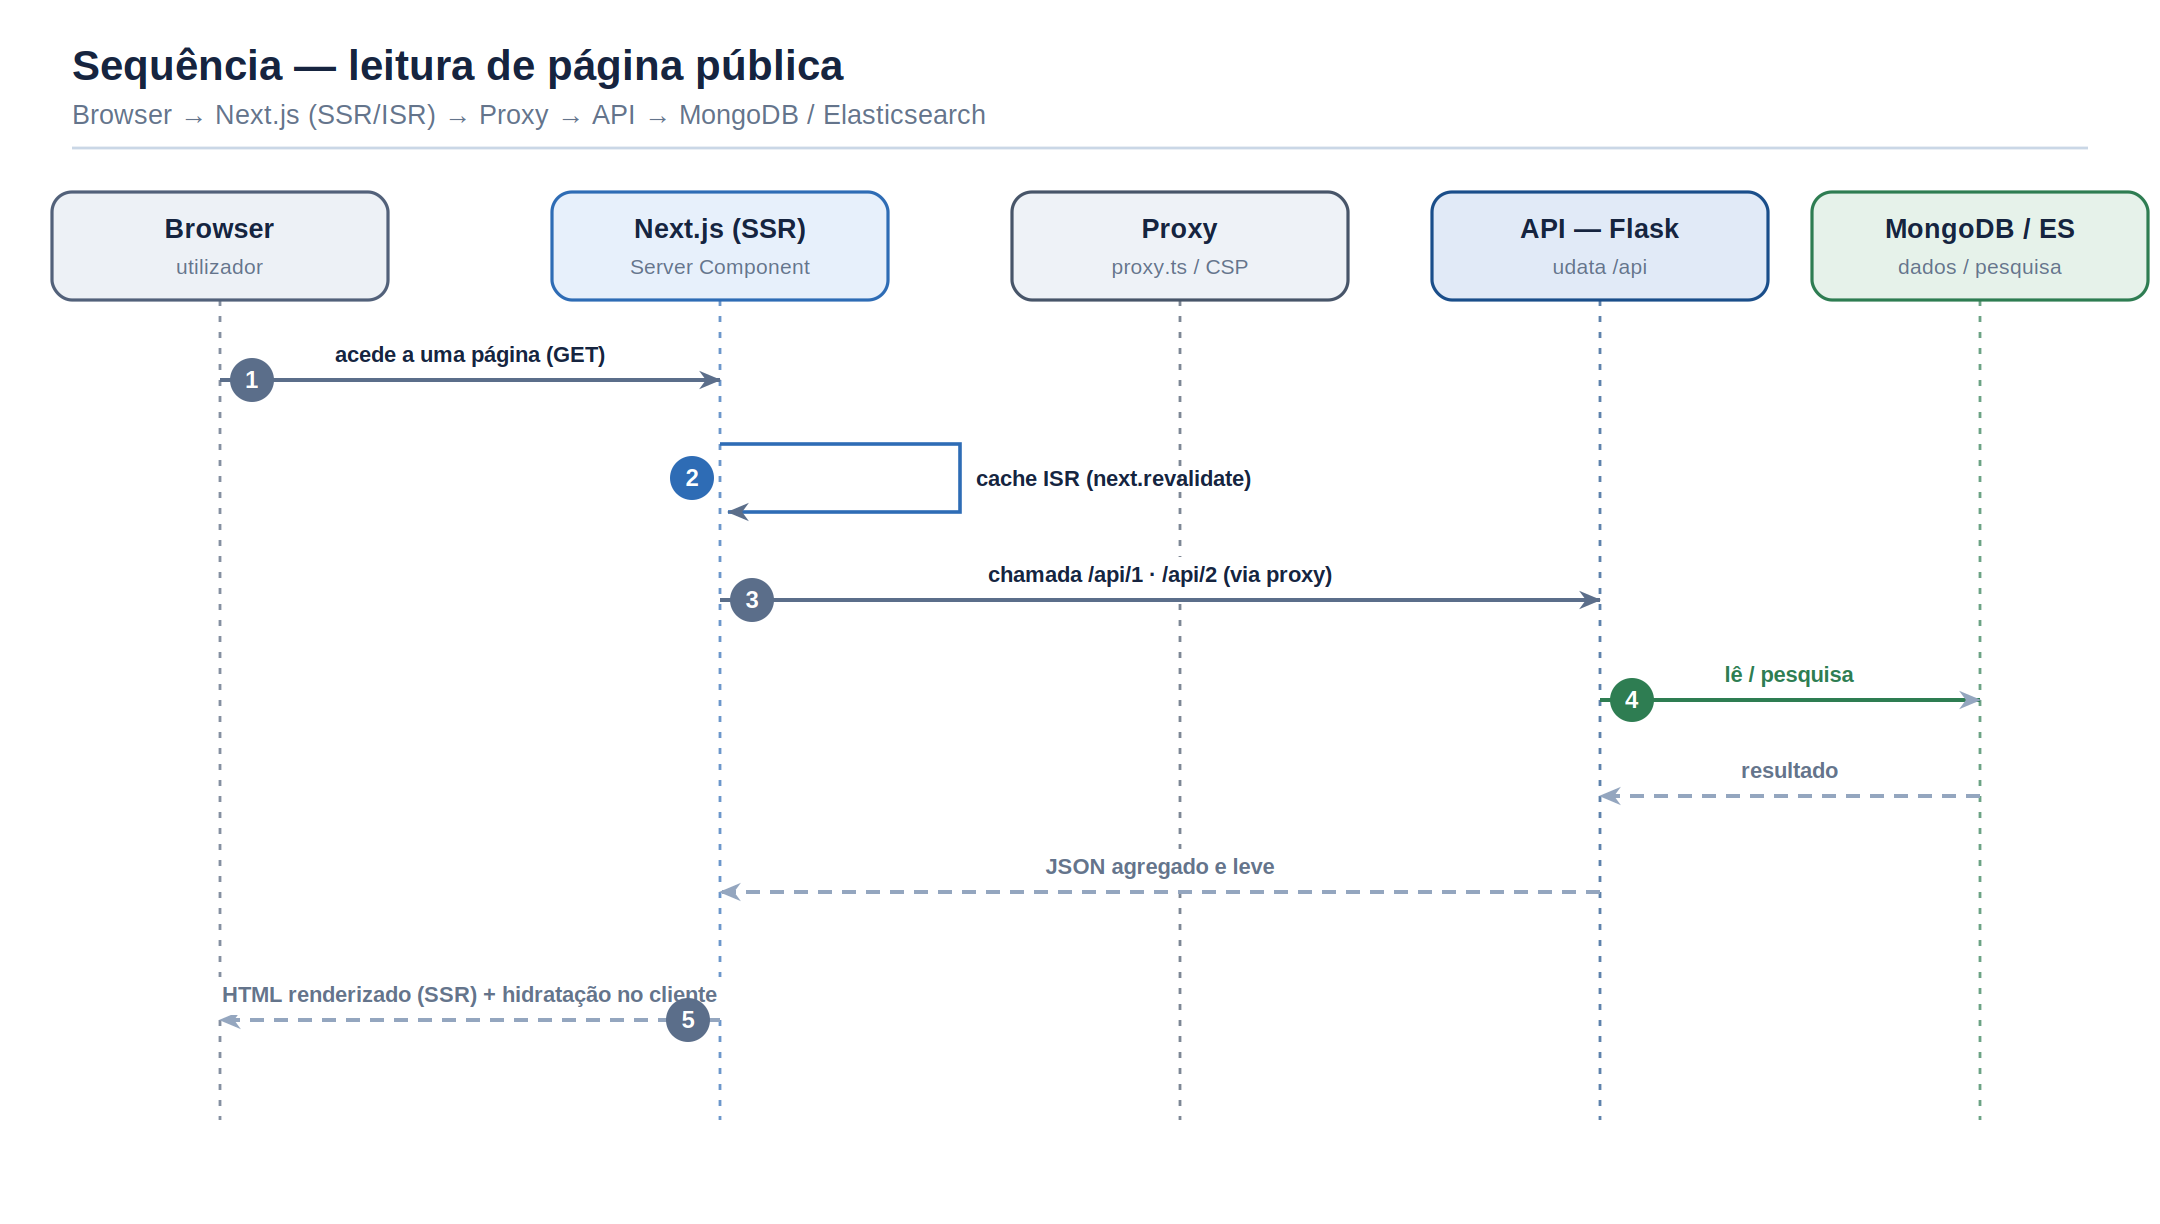 Sequência — leitura de página pública
Browser → Next.js (SSR/ISR) → Proxy → API → MongoDB / Elasticsearch
Browser
utilizador
Next.js (SSR)
Server Component
Proxy
proxy.ts / CSP
API — Flask
udata /api
MongoDB / ES
dados / pesquisa
acede a uma página (GET)
1
2
cache ISR (next.revalidate)
chamada /api/1 · /api/2 (via proxy)
3
lê / pesquisa
4
resultado
JSON agregado e leve
HTML renderizado (SSR) + hidratação no cliente
5